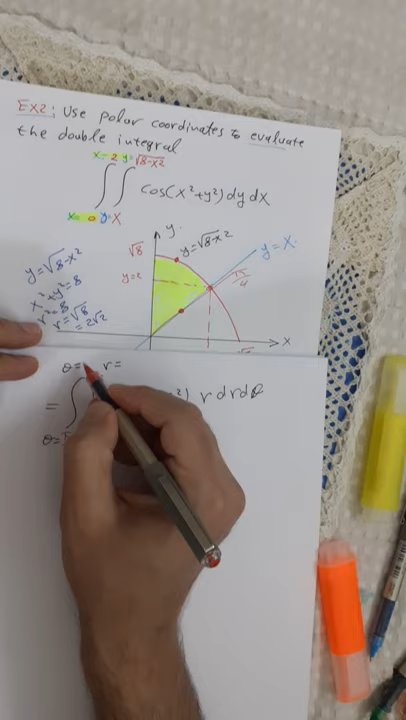 EX2: Use polar coordinates to evaluate
the double integral
x=2 y=√8-x²
∫∫ cos(x²+y²) dy dx
x=0 y=x
y
√8
y=√8-x²
y=x
y=2
π/4
x
y=√8-x²
x²+y²=8
r²=8
r=√8
=2√2
θ= r=
= ∫ ²) r dr dθ
θ=